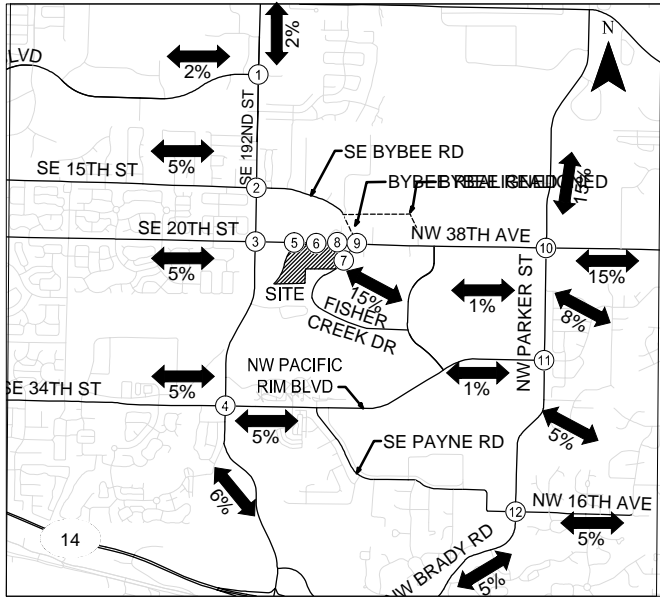 2%
N
LVD
2%
1
SE 192ND ST
5%
SE BYBEE RD
15%
SE 15TH ST
2
SE 20TH ST
3
5
6
8
9
NW 38TH AVE
10
5%
7
15%
SITE
15%
1%
8%
FISHER
CREEK DR
NW PARKER ST
NW PACIFIC
RIM BLVD
11
5%
1%
SE 34TH ST
4
5%
5%
SE PAYNE RD
6%
NW 16TH AVE
12
14
5%
NW BRADY RD
5%